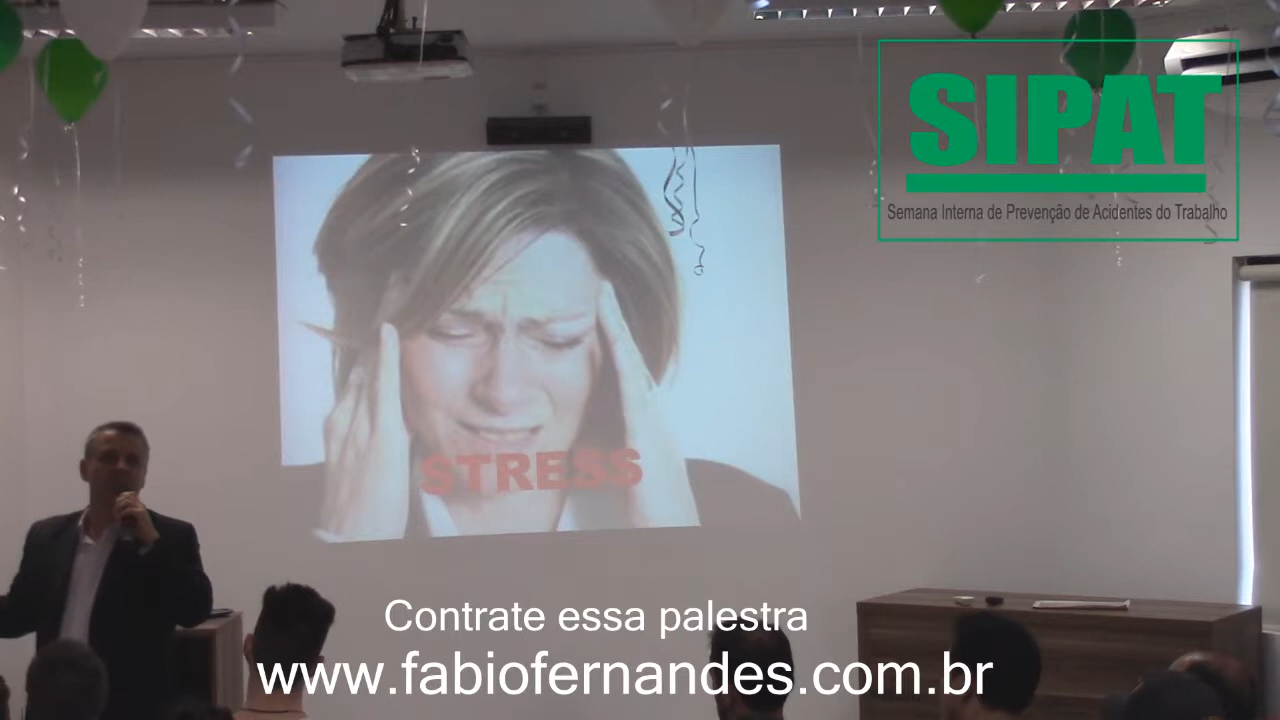 SIPAT
Semana Interna de Prevenção de Acidentes do Trabalho
STRESS
Contrate essa palestra
www.fabiofernandes.com.br